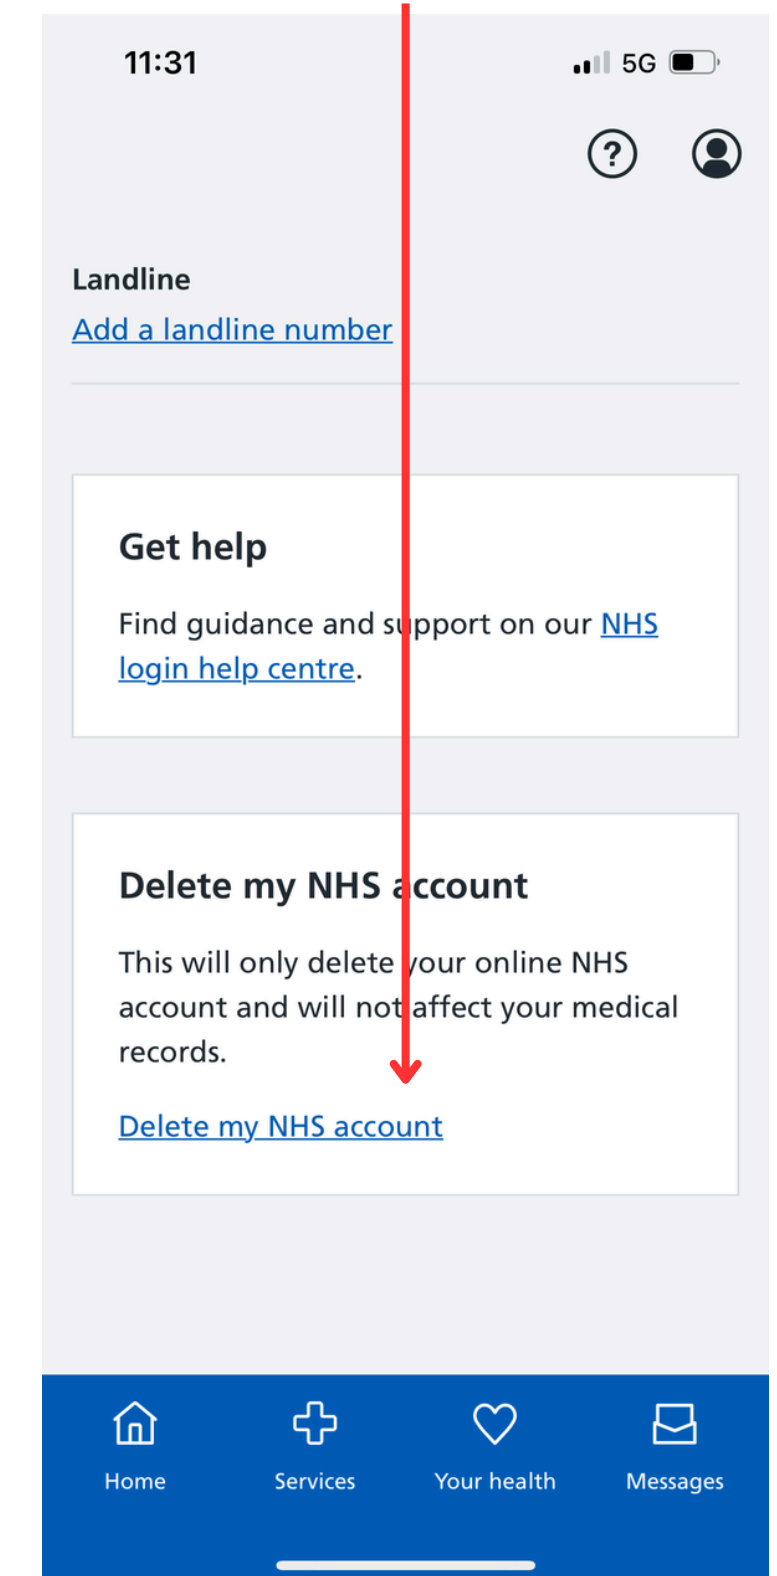 11:31
5G
?
Landline
Add a landline number
Get help
Find guidance and support on our NHS
login help centre.
Delete my NHS account
This will only delete your online NHS
account and will not affect your medical
records.
Delete my NHS account
Home
Services
Your health
Messages